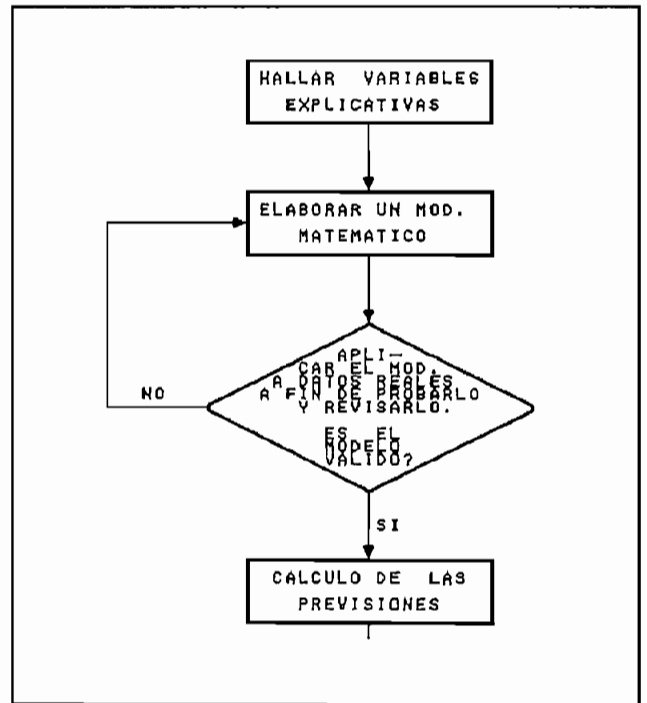 HALLAR VARIABLES
EXPLICATIVAS
ELABORAR UN MOD.
MATEMATICO
APLI-
CAR EL MOD.
A DATOS REALES
A FIN DE PROBARLO
Y REVISARLO.
ES EL
MODELO
VALIDO?
NO
SI
CALCULO DE LAS
PREVISIONES